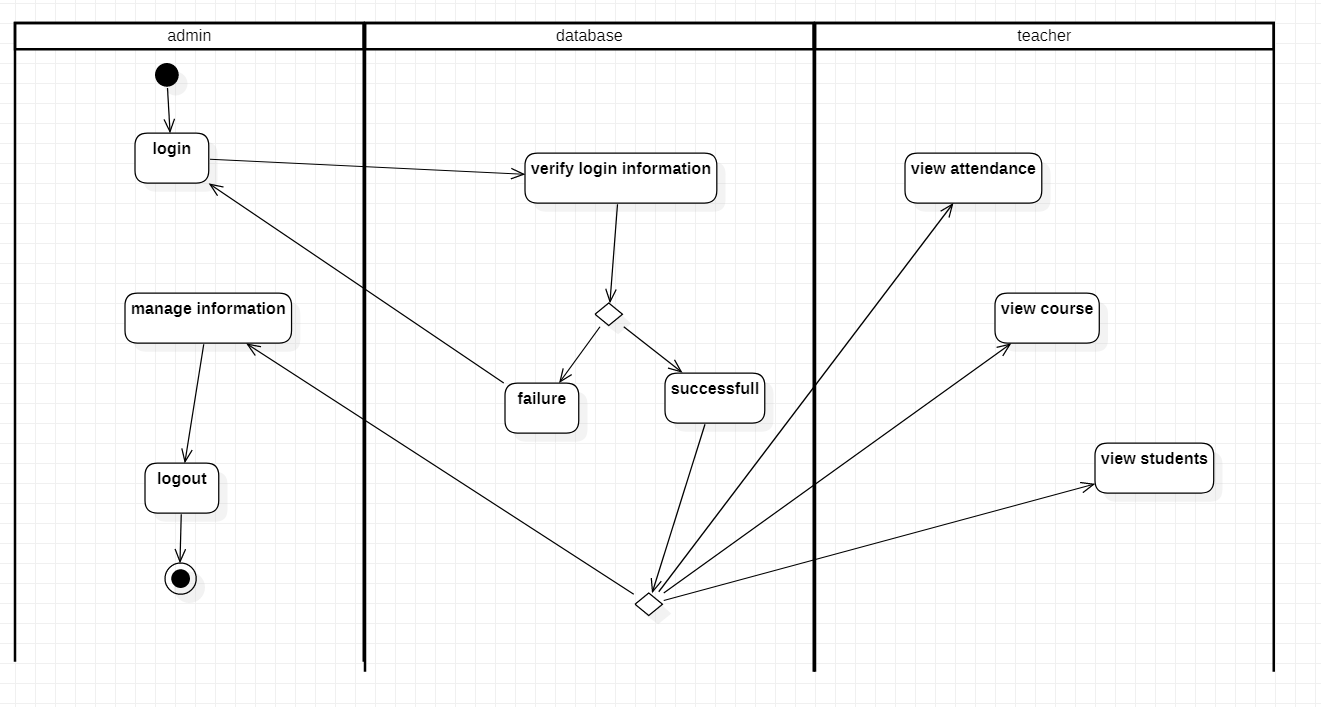 admin
database
teacher
login
verify login information
view attendance
manage information
view course
failure
successfull
logout
view students